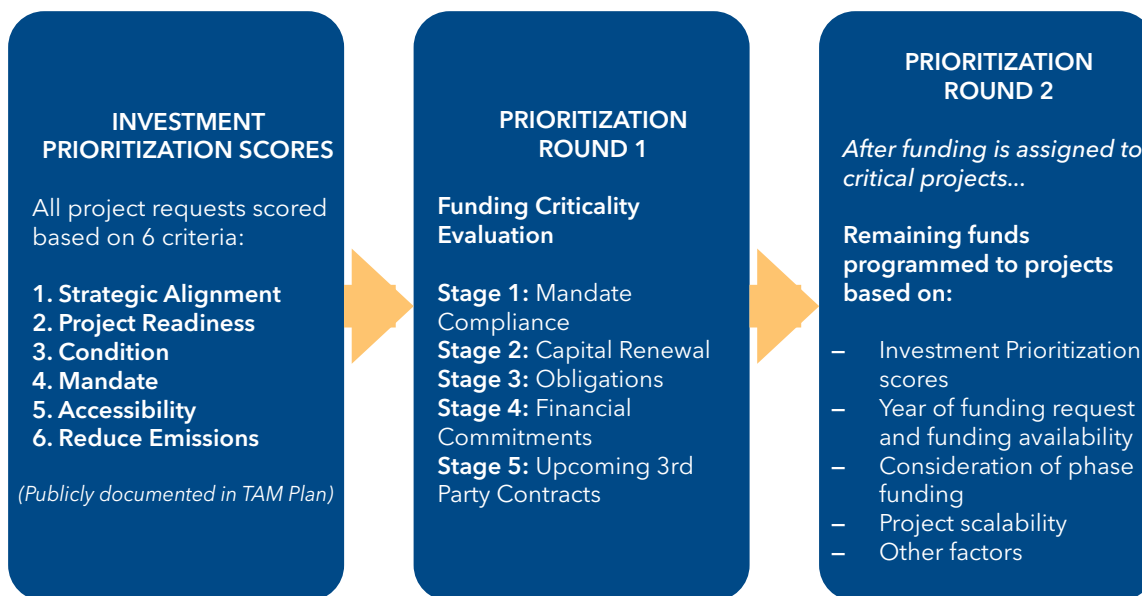 INVESTMENT
PRIORITIZATION SCORES
All project requests scored
based on 6 criteria:
1. Strategic Alignment
2. Project Readiness
3. Condition
4. Mandate
5. Accessibility
6. Reduce Emissions
(Publicly documented in TAM Plan)
PRIORITIZATION
ROUND 1
Funding Criticality
Evaluation
Stage 1: Mandate
Compliance
Stage 2: Capital Renewal
Stage 3: Obligations
Stage 4: Financial
Commitments
Stage 5: Upcoming 3rd
Party Contracts
PRIORITIZATION
ROUND 2
After funding is assigned to
critical projects...
Remaining funds
programmed to projects
based on:
– Investment Prioritization
scores
– Year of funding request
and funding availability
– Consideration of phase
funding
– Project scalability
– Other factors